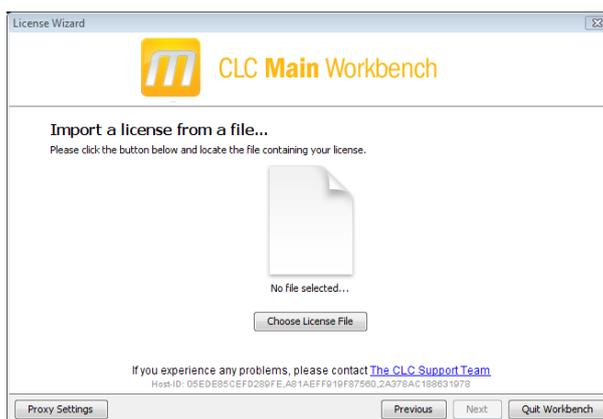 License Wizard
CLC Main Workbench
Import a license from a file...
Please click the button below and locate the file containing your license.
No file selected...
Choose License File
If you experience any problems, please contact The CLC Support Team
Host-ID: 05EDE85CEFD289FE,A81AEFF919F87560,2A378AC188631978
Proxy Settings
Previous
Next
Quit Workbench